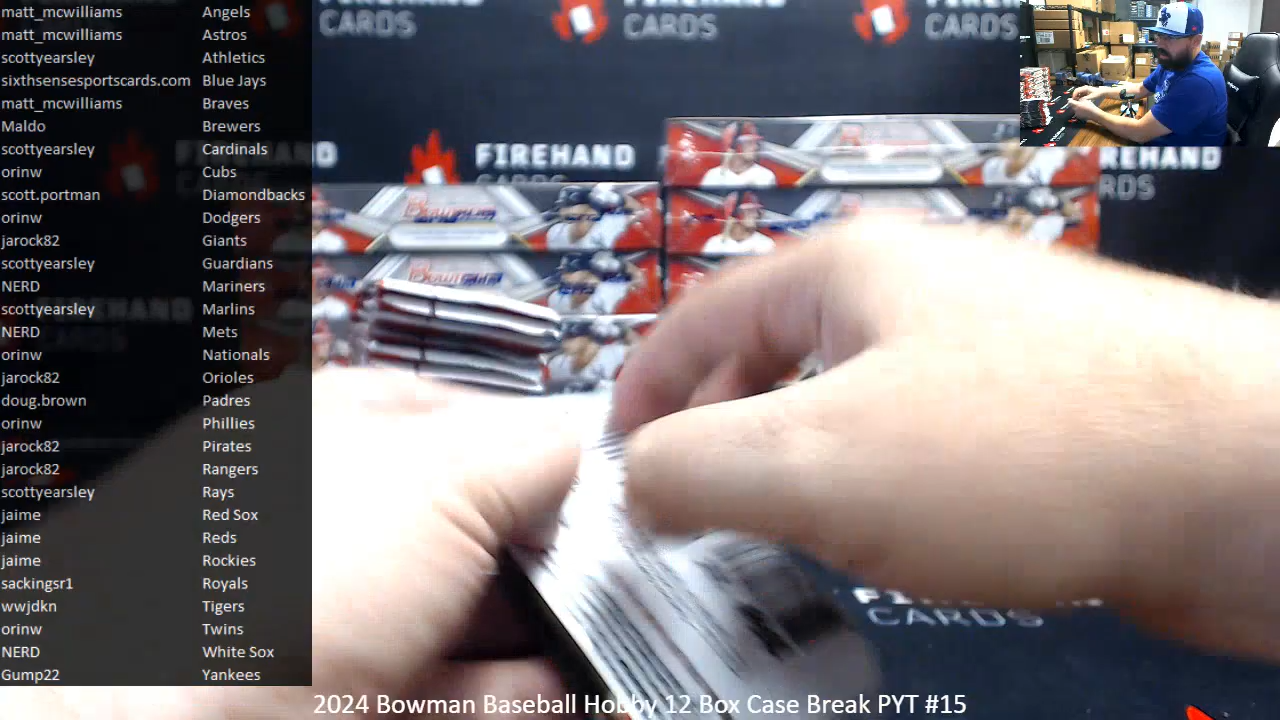 matt_mcwilliams Angels
matt_mcwilliams Astros
scottyearsley Athletics
sixthsensesportscards.com Blue Jays
matt_mcwilliams Braves
Maldo Brewers
scottyearsley Cardinals
orinw Cubs
scott.portman Diamondbacks
orinw Dodgers
jarock82 Giants
scottyearsley Guardians
NERD Mariners
scottyearsley Marlins
NERD Mets
orinw Nationals
jarock82 Orioles
doug.brown Padres
orinw Phillies
jarock82 Pirates
jarock82 Rangers
scottyearsley Rays
jaime Red Sox
jaime Reds
jaime Rockies
sackingsr1 Royals
wwjdkn Tigers
orinw Twins
NERD White Sox
Gump22 Yankees
CARDS
CARDS
CARDS
FIREHAND
CARDS
BOWMAN
BOWMAN
FIREHAND
CARDS
2024 Bowman Baseball Hobby 12 Box Case Break PYT #15